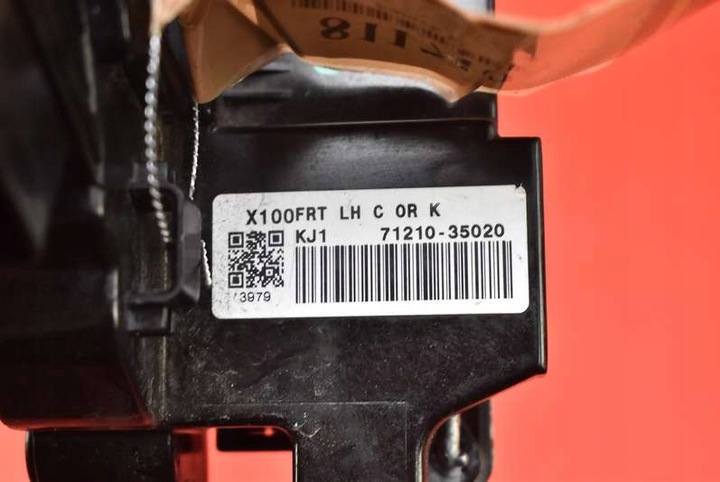 X100FRT LH C OR K
KJ1 71210-35020
3979